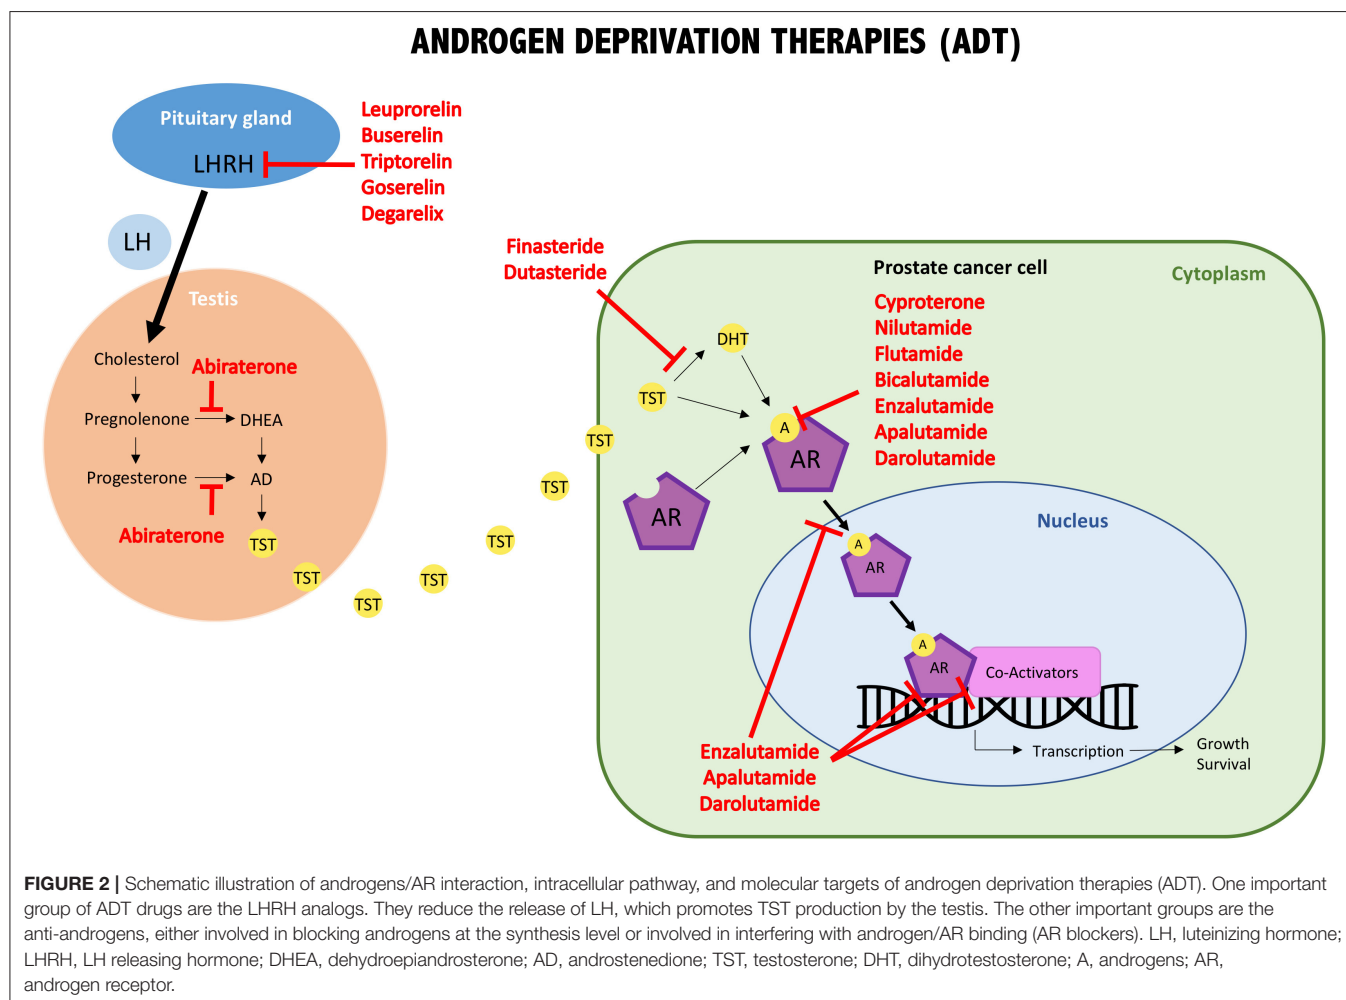 ANDROGEN DEPRIVATION THERAPIES (ADT)
Pituitary gland
LHRH
Leuprorelin
Buserelin
Triptorelin
Goserelin
Degarelix
LH
Testis
Cholesterol
Abiraterone
Pregnolenone
DHEA
Progesterone
AD
Abiraterone
TST
TST
TST
TST
TST
TST
TST
Finasteride
Dutasteride
Prostate cancer cell
Cytoplasm
Cyproterone
Nilutamide
Flutamide
Bicalutamide
Enzalutamide
Apalutamide
Darolutamide
DHT
TST
A
AR
AR
Nucleus
A
AR
A
AR
Co-Activators
Enzalutamide
Apalutamide
Darolutamide
Transcription
Growth
Survival
FIGURE 2 | Schematic illustration of androgens/AR interaction, intracellular pathway, and molecular targets of androgen deprivation therapies (ADT). One important
group of ADT drugs are the LHRH analogs. They reduce the release of LH, which promotes TST production by the testis. The other important groups are the
anti-androgens, either involved in blocking androgens at the synthesis level or involved in interfering with androgen/AR binding (AR blockers). LH, luteinizing hormone;
LHRH, LH releasing hormone; DHEA, dehydroepiandrosterone; AD, androstenedione; TST, testosterone; DHT, dihydrotestosterone; A, androgens; AR,
androgen receptor.